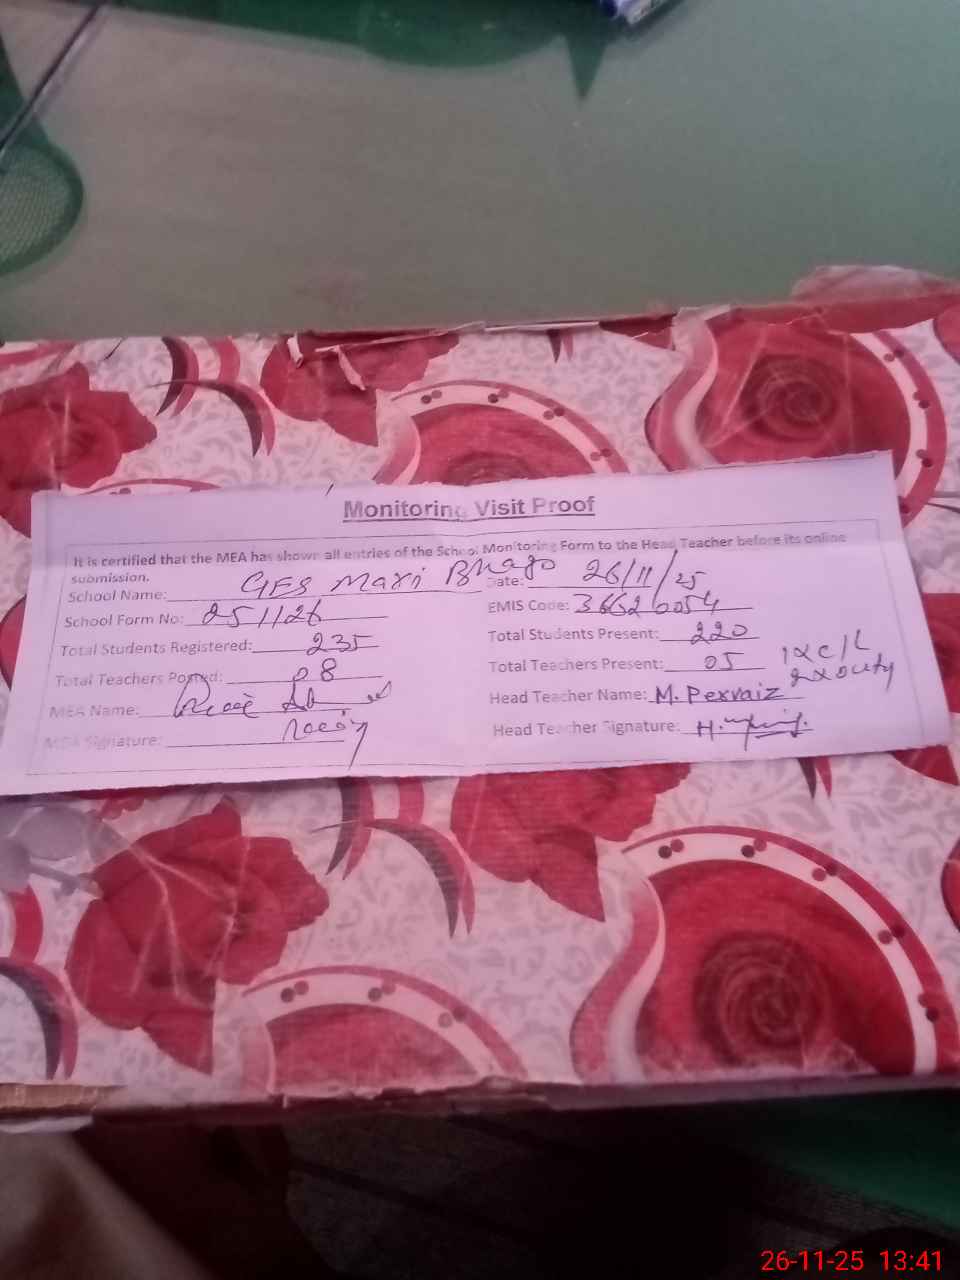 Monitoring Visit Proof
It is certified that the MEA has shown all entries of the School Monitoring Form to the Head Teacher before its online
submission.
School Name: GES Maxi Bhago Date: 26/11/25
School Form No: 251126 EMIS Code: 36620054
Total Students Registered: 235 Total Students Present: 220
Total Teachers Posted: 08 Total Teachers Present: 05 1xc/L
2xDuty
MEA Name: Head Teacher Name: M. Pervaiz
MEA Signature: Head Teacher Signature:
26-11-25 13:41